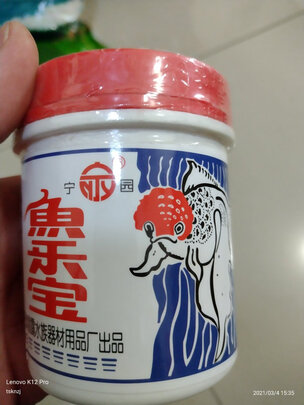 宁 园
魚乐宝
水族器材用品厂出品
Lenovo K12 Pro
tsknzj
2021/03/4 15:35